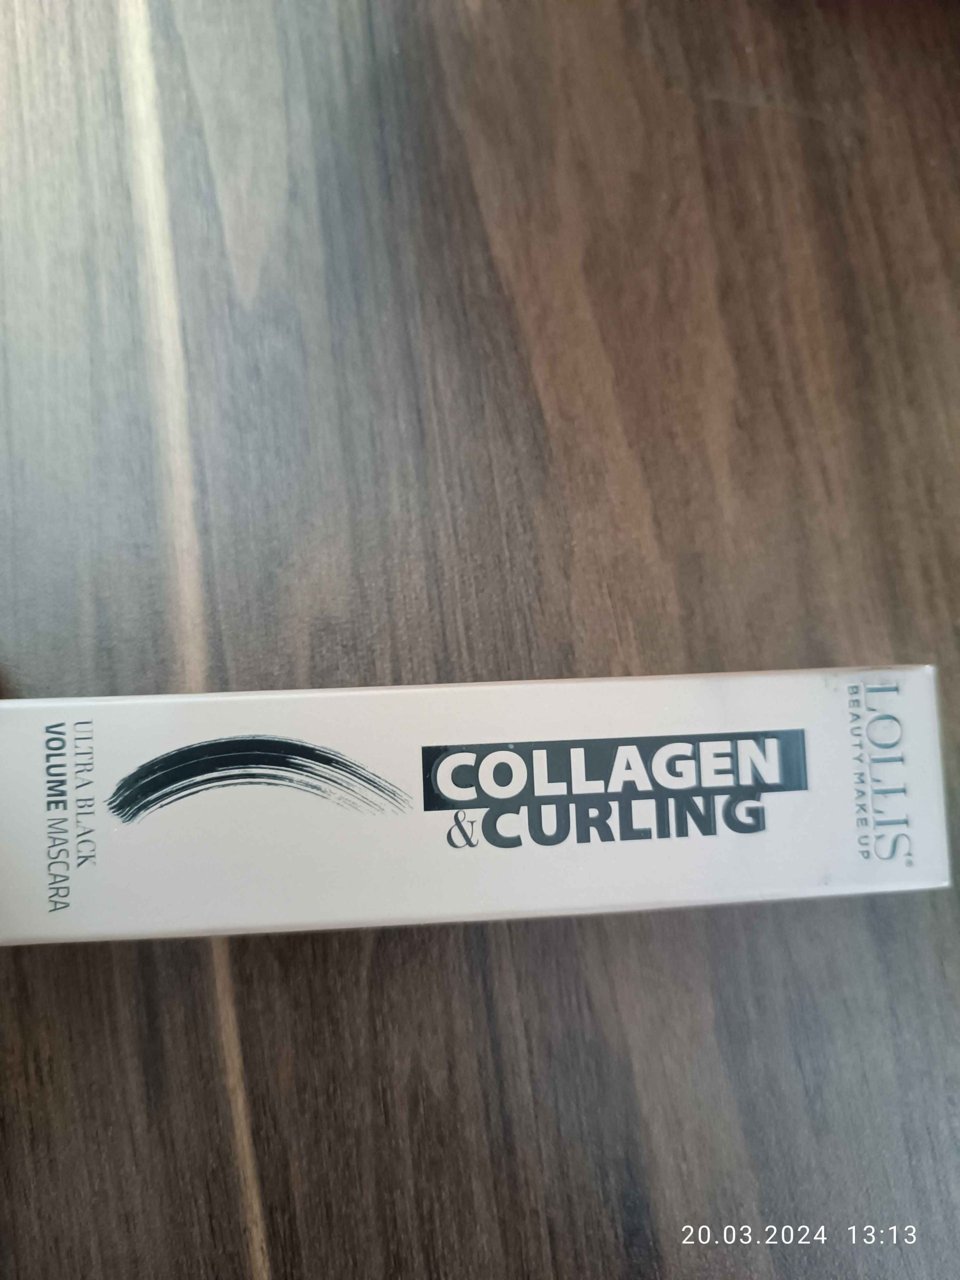 LOLLIS®
BEAUTY MAKE UP
COLLAGEN
&CURLING
ULTRA BLACK
VOLUME MASCARA
20.03.2024 13:13